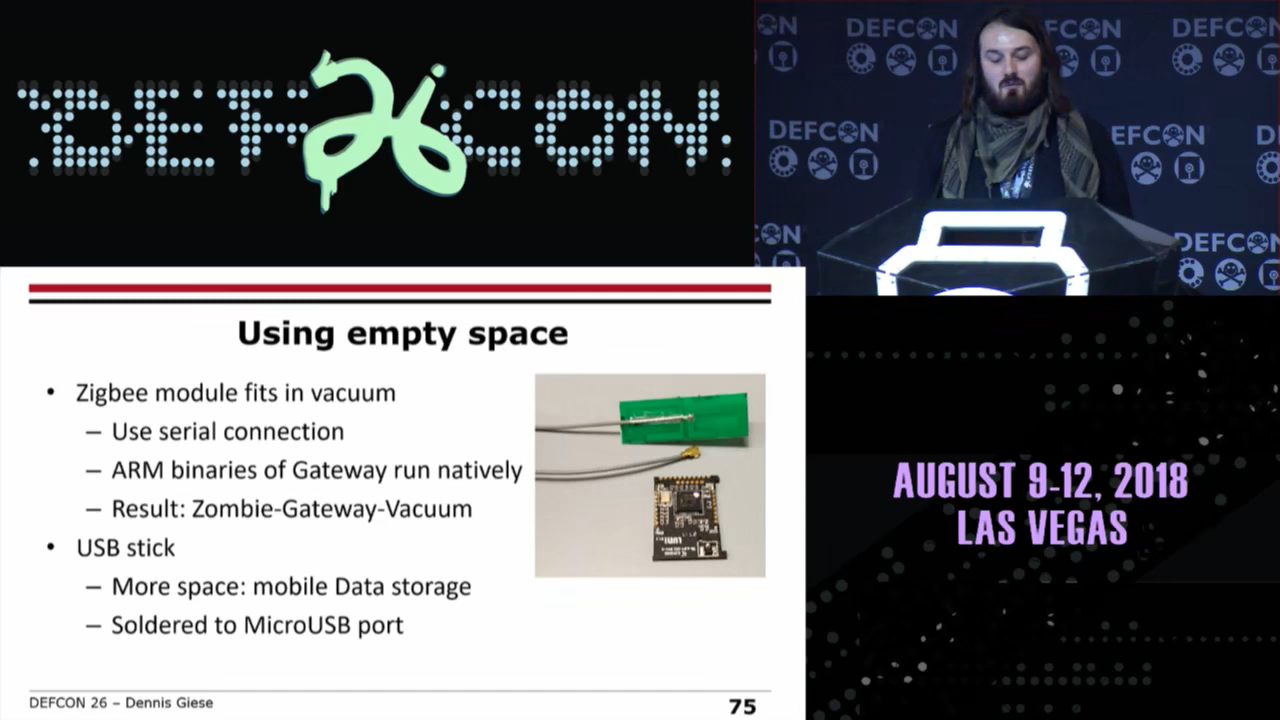 DEFCON
26
DEFCON
DEFCON
DEFCON
Using empty space
• Zigbee module fits in vacuum
– Use serial connection
– ARM binaries of Gateway run natively
– Result: Zombie-Gateway-Vacuum
• USB stick
– More space: mobile Data storage
– Soldered to MicroUSB port
DEFCON 26 – Dennis Giese
75
AUGUST 9-12, 2018
LAS VEGAS